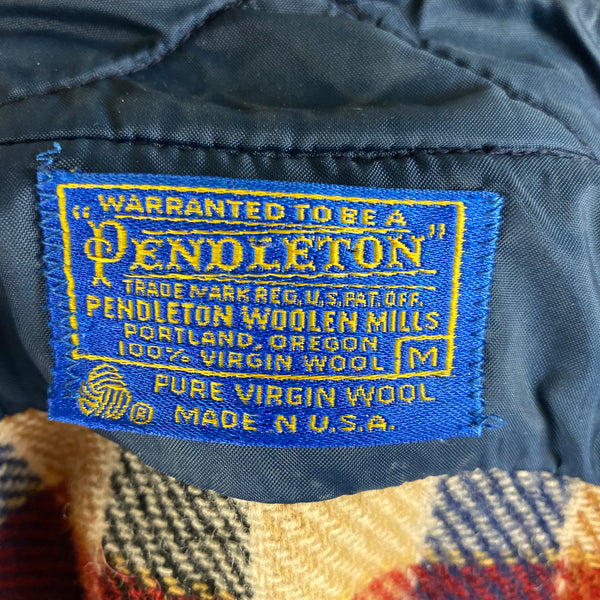 WARRANTED TO BE A
"PENDLETON"
TRADE MARK REG. U.S. PAT. OFF.
PENDLETON WOOLEN MILLS
PORTLAND, OREGON
100% VIRGIN WOOL M
PURE VIRGIN WOOL
® MADE IN U.S.A.